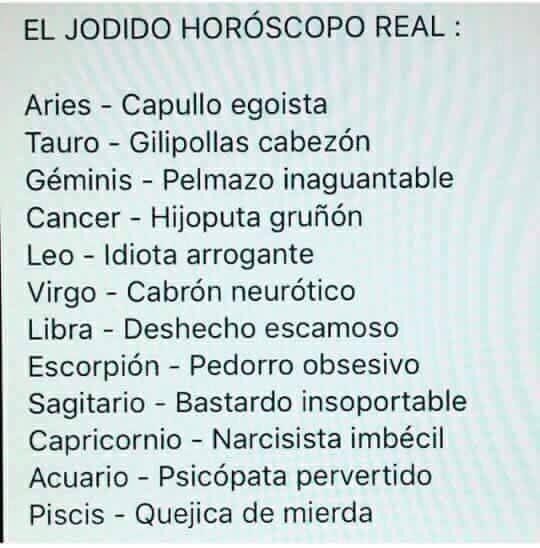 EL JODIDO HORÓSCOPO REAL :
Aries - Capullo egoista
Tauro - Gilipollas cabezón
Géminis - Pelmazo inaguantable
Cancer - Hijoputa gruñón
Leo - Idiota arrogante
Virgo - Cabrón neurótico
Libra - Deshecho escamoso
Escorpión - Pedorro obsesivo
Sagitario - Bastardo insoportable
Capricornio - Narcisista imbécil
Acuario - Psicópata pervertido
Piscis - Quejica de mierda